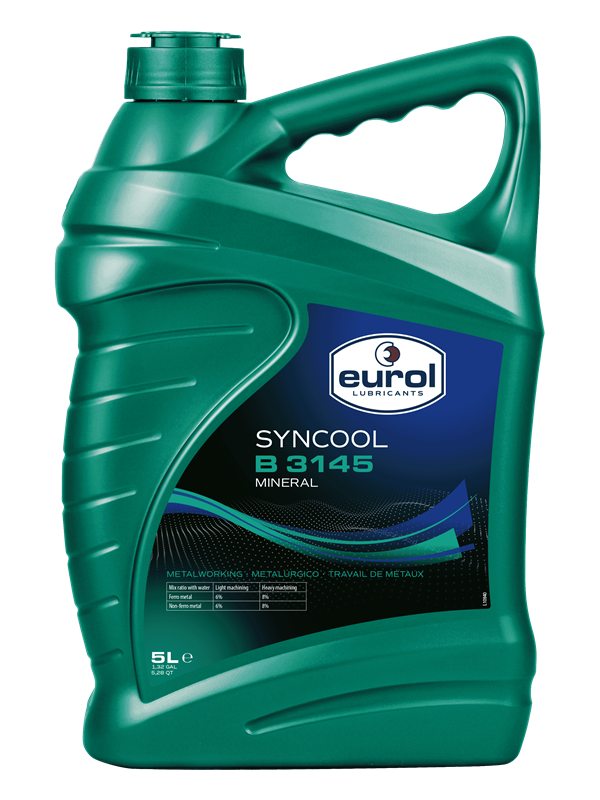 eurol
LUBRICANTS
SYNCOOL
B 3145
MINERAL
METALWORKING : METALÚRGICO · TRAVAIL DE MÉTAUX
Mix ratio with water Light machining Heavy machining
Ferro metal 6% 8%
Non-ferro metal 6% 8%
5L℮
1,32 GAL
5,28 QT